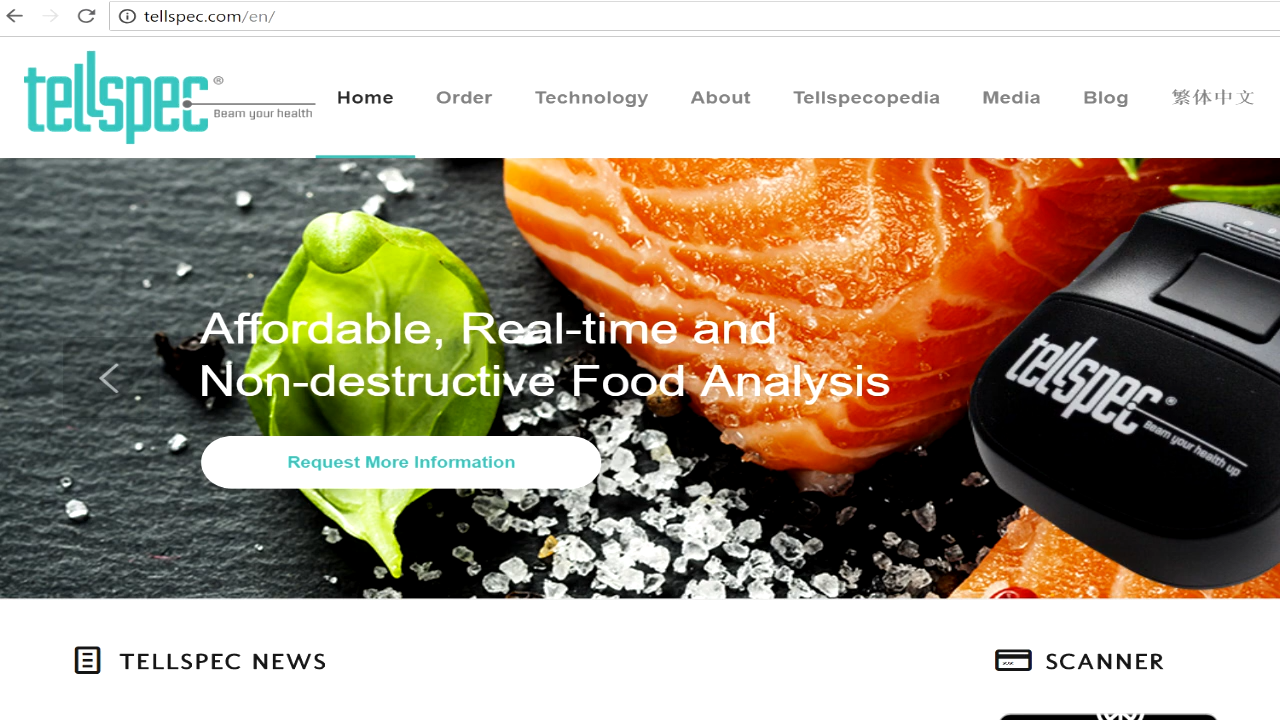 tellspec.com/en/
tellspec®
Beam your health
Home Order Technology About Tellspecopedia Media Blog 繁体中文
Affordable, Real-time and
Non-destructive Food Analysis
tellspec®
Beam your health up
Request More Information
TELLSPEC NEWS
SCANNER